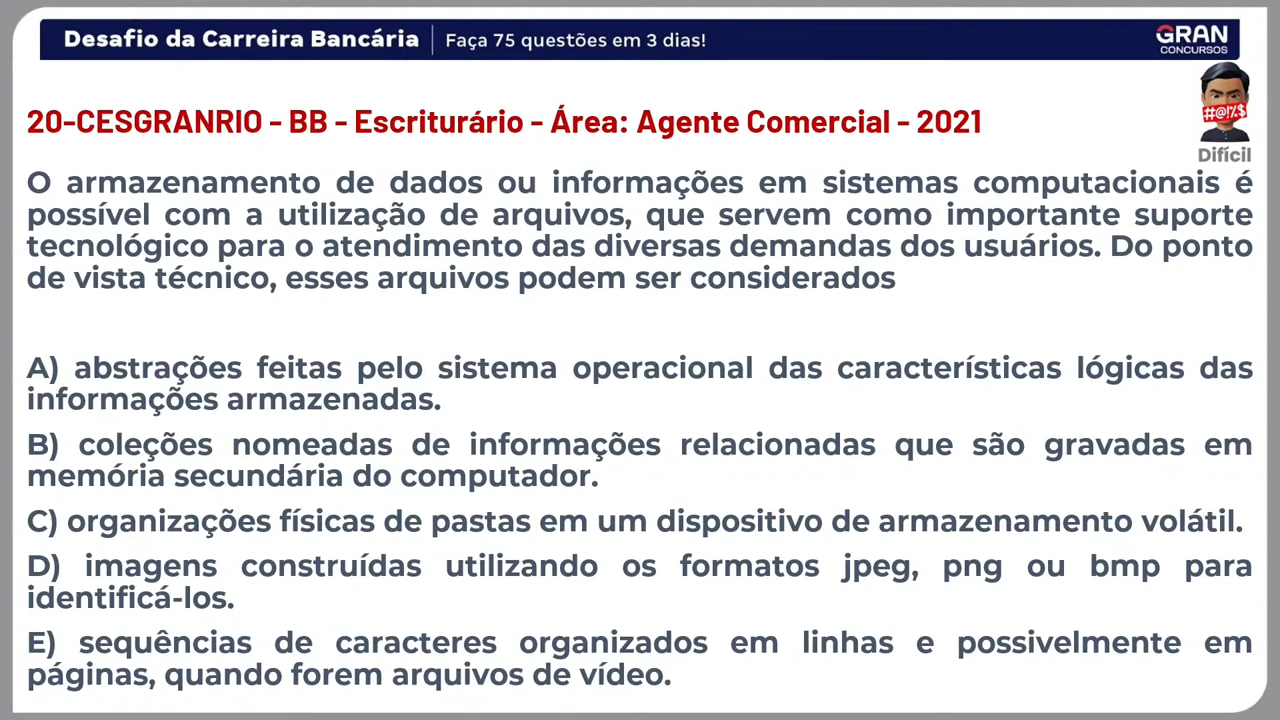 Desafio da Carreira Bancária | Faça 75 questões em 3 dias!
GRAN
CONCURSOS
#@!%$
Difícil
20-CESGRANRIO - BB - Escriturário - Área: Agente Comercial - 2021
O armazenamento de dados ou informações em sistemas computacionais é
possível com a utilização de arquivos, que servem como importante suporte
tecnológico para o atendimento das diversas demandas dos usuários. Do ponto
de vista técnico, esses arquivos podem ser considerados
A) abstrações feitas pelo sistema operacional das características lógicas das
informações armazenadas.
B) coleções nomeadas de informações relacionadas que são gravadas em
memória secundária do computador.
C) organizações físicas de pastas em um dispositivo de armazenamento volátil.
D) imagens construídas utilizando os formatos jpeg, png ou bmp para
identificá-los.
E) sequências de caracteres organizados em linhas e possivelmente em
páginas, quando forem arquivos de vídeo.